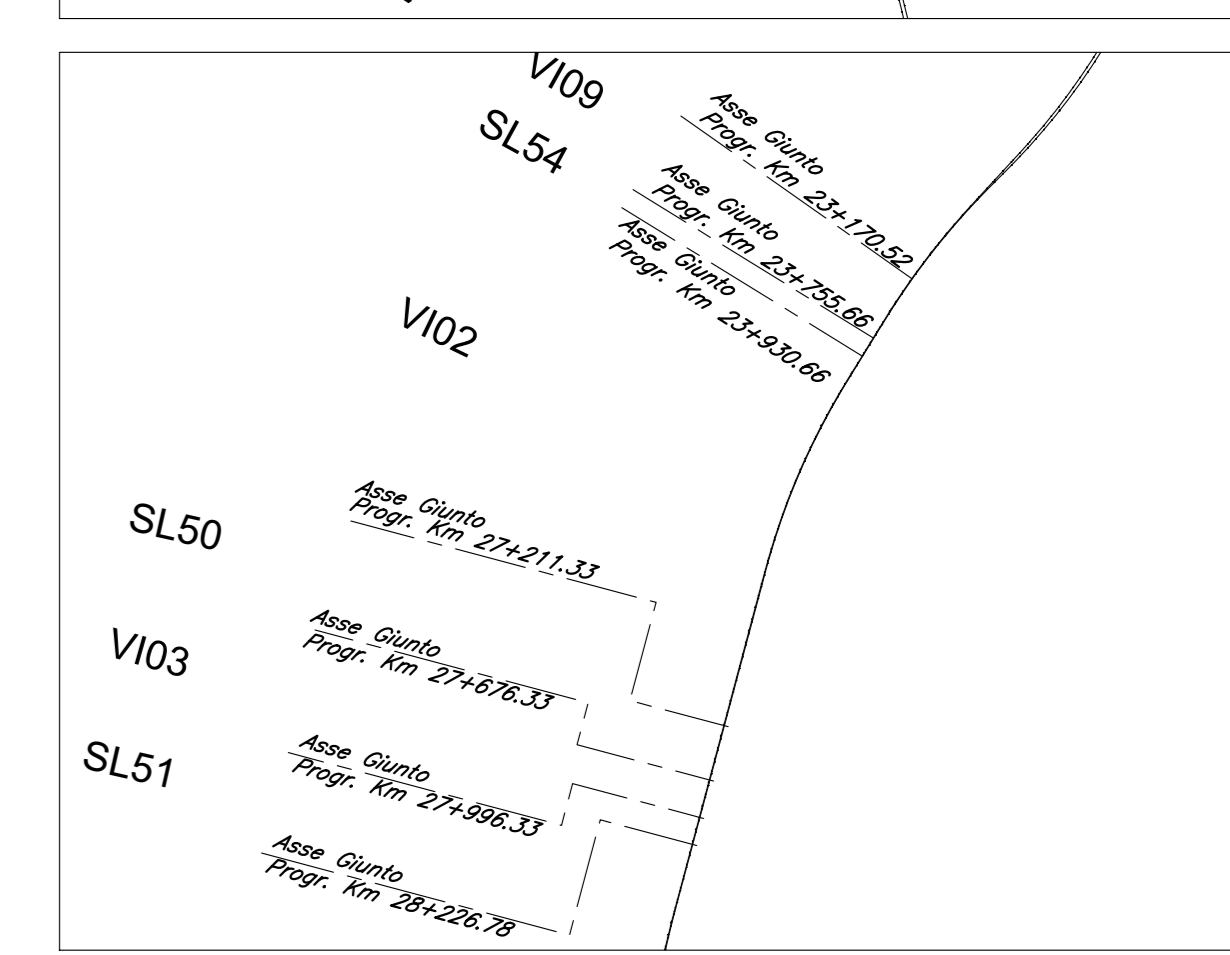 VI09
Asse Giunto
Progr. Km 23+170.52
SL54
Asse Giunto
Progr. Km 23+755.66
Asse Giunto
Progr. Km 23+930.66
VI02
Asse Giunto
Progr. Km 27+211.33
SL50
Asse Giunto
Progr. Km 27+676.33
VI03
Asse Giunto
Progr. Km 27+996.33
SL51
Asse Giunto
Progr. Km 28+226.78